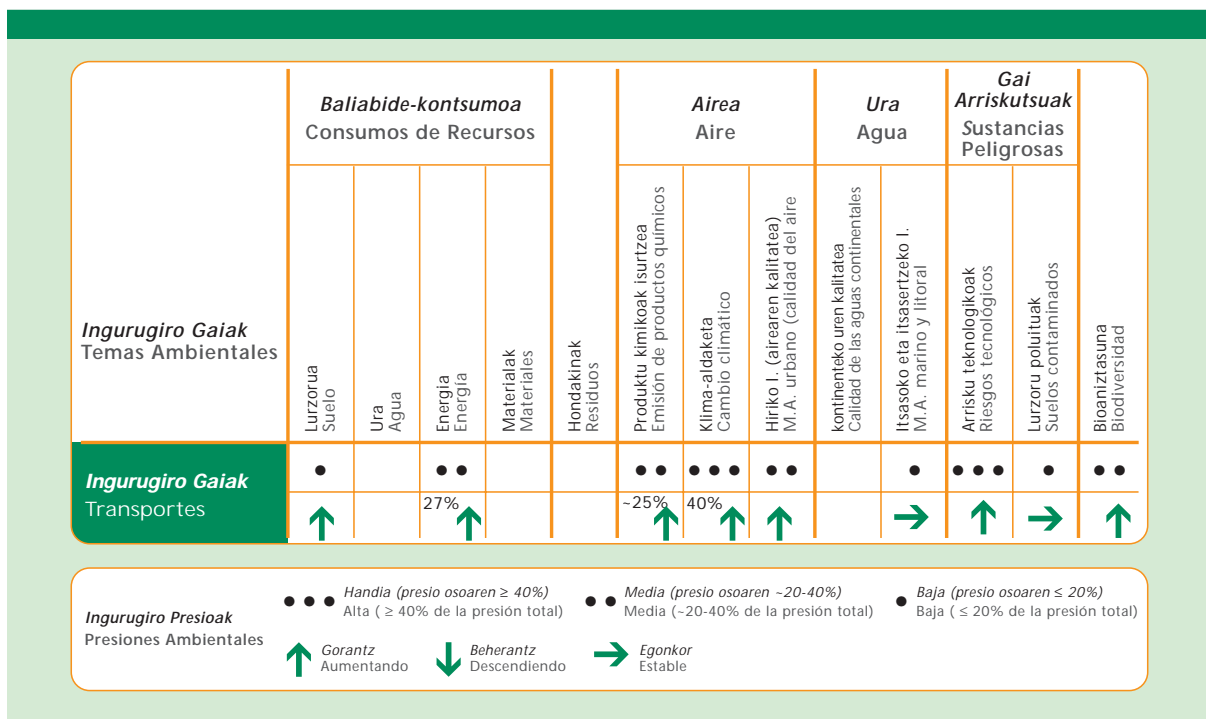 Baliabide-kontsumoa
Consumos de Recursos
Airea
Aire
Ura
Agua
Gai
Arriskutsuak
Sustancias
Peligrosas
Ingurugiro Gaiak
Temas Ambientales
Lurzorua
Suelo
Ura
Agua
Energia
Energía
Materialak
Materiales
Hondakinak
Residuos
Produktu kimikoak isurtzea
Emisión de productos químicos
Klima-aldaketa
Cambio climático
Hiriko I. (airearen kalitatea)
M.A. urbano (calidad del aire
kontinenteko uren kalitatea
Calidad de las aguas continentales
Itsasoko eta itsasertzeko I.
M.A. marino y litoral
Arrisku teknologikoak
Riesgos tecnológicos
Lurzoru poluituak
Suelos contaminados
Bioaniztasuna
Biodiversidad
Ingurugiro Gaiak
Transportes
● ●● ●● ●●● ●● ● ●●● ● ●●
↑ 27% ↑ ~25% ↑ 40% ↑ ↑ → ↑ → ↑
Ingurugiro Presioak
Presiones Ambientales
●●● Handia (presio osoaren ≥ 40%)
Alta ( ≥ 40% de la presión total)
●● Media (presio osoaren ~20-40%)
Media (~20-40% de la presión total)
● Baja (presio osoaren ≤ 20%)
Baja ( ≤ 20% de la presión total)
↑ Gorantz
Aumentando
↓ Beherantz
Descendiendo
→ Egonkor
Estable